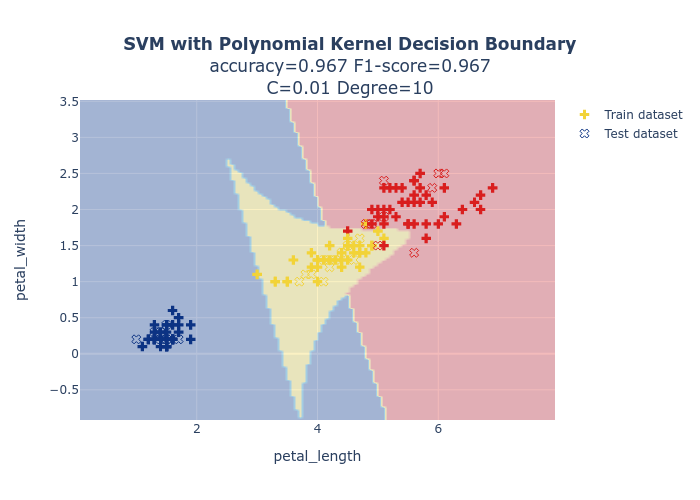 SVM with Polynomial Kernel Decision Boundary
accuracy=0.967 F1-score=0.967
C=0.01 Degree=10
3.5
3
2.5
2
1.5
1
0.5
0
−0.5
petal_width
2
4
6
petal_length
Train dataset
Test dataset